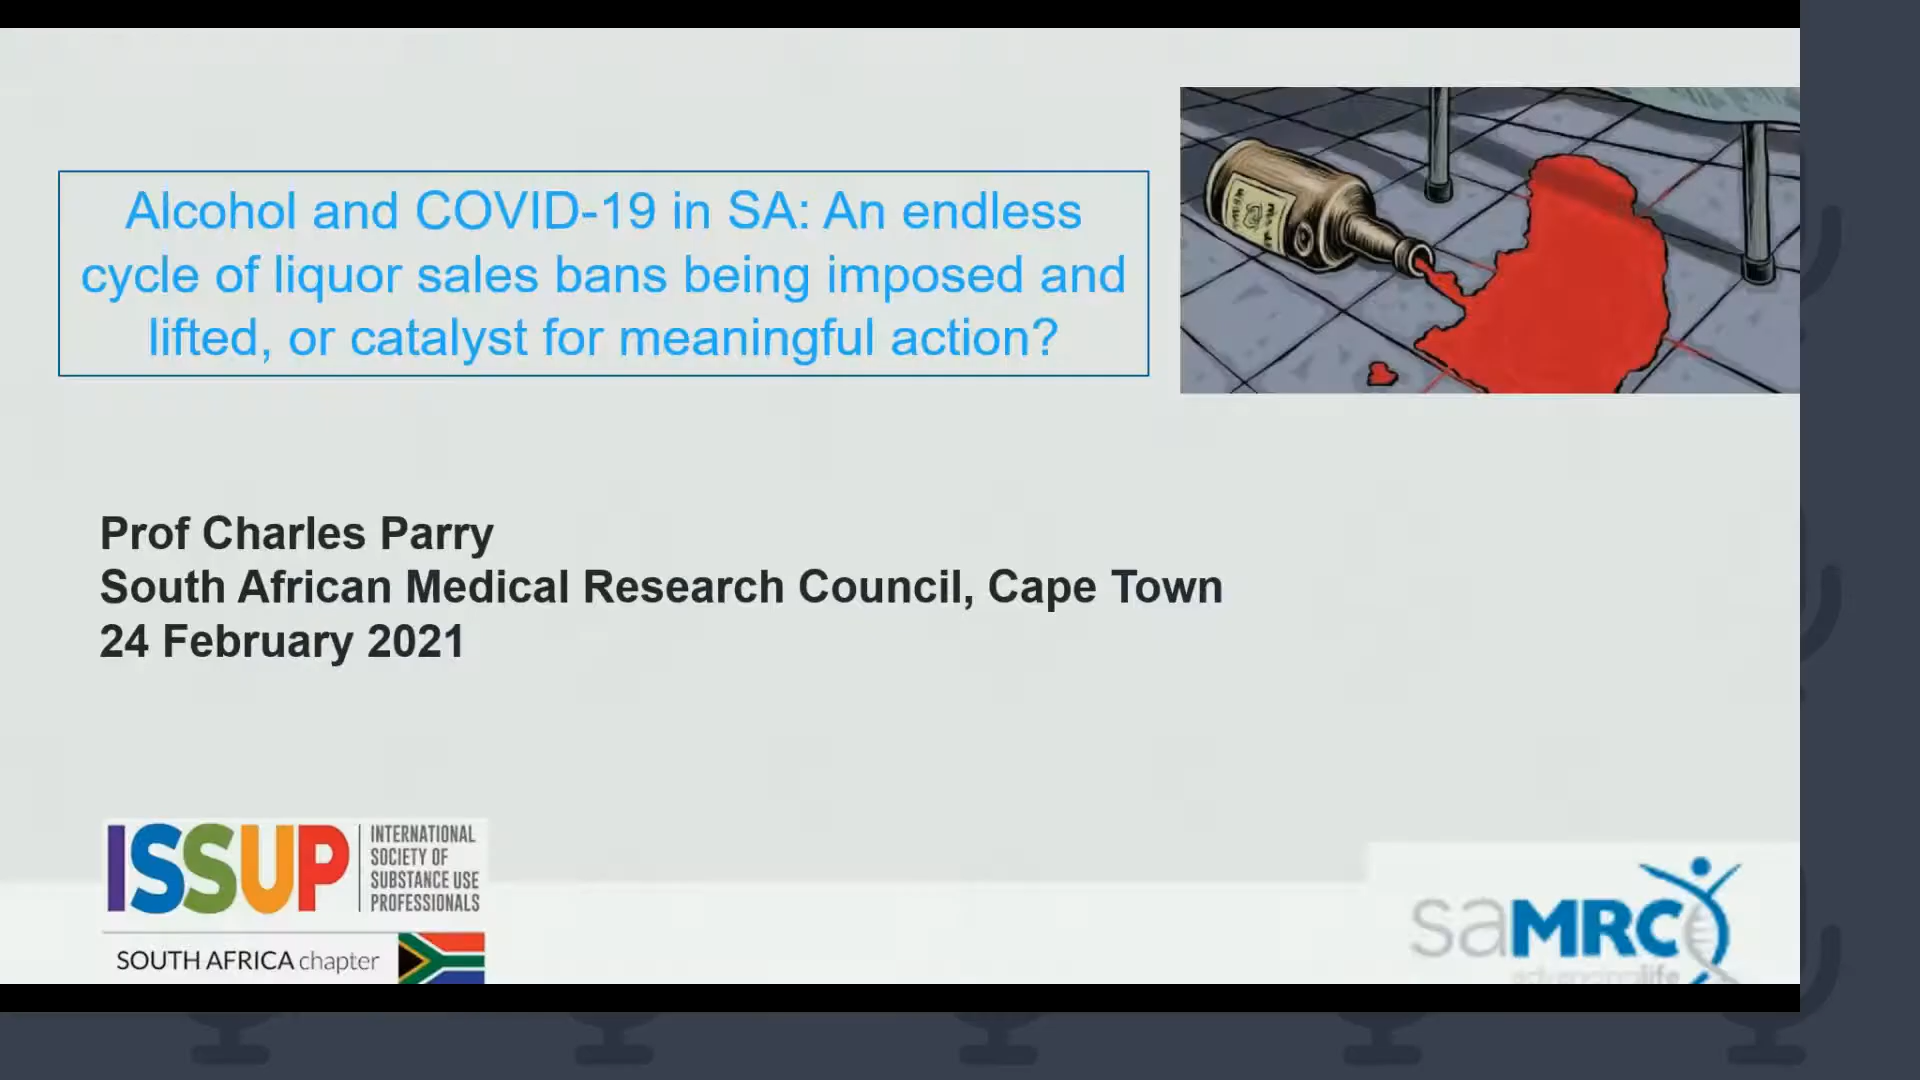 Alcohol and COVID-19 in SA: An endless
cycle of liquor sales bans being imposed and
lifted, or catalyst for meaningful action?
Prof Charles Parry
South African Medical Research Council, Cape Town
24 February 2021
ISSUP
INTERNATIONAL
SOCIETY OF
SUBSTANCE USE
PROFESSIONALS
SOUTH AFRICA chapter
saMRC